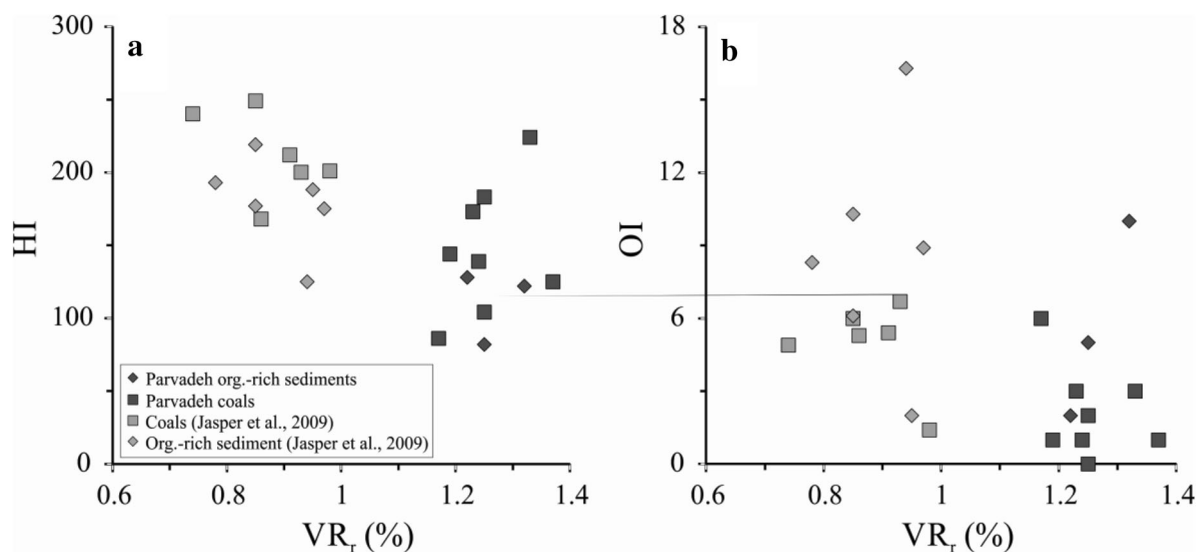 a
300
200
100
0
HI
0.6 0.8 1 1.2 1.4
VRr (%)
Parvadeh org.-rich sediments
Parvadeh coals
Coals (Jasper et al., 2009)
Org.-rich sediment (Jasper et al., 2009)
b
18
12
6
0
OI
0.6 0.8 1 1.2 1.4
VRr (%)